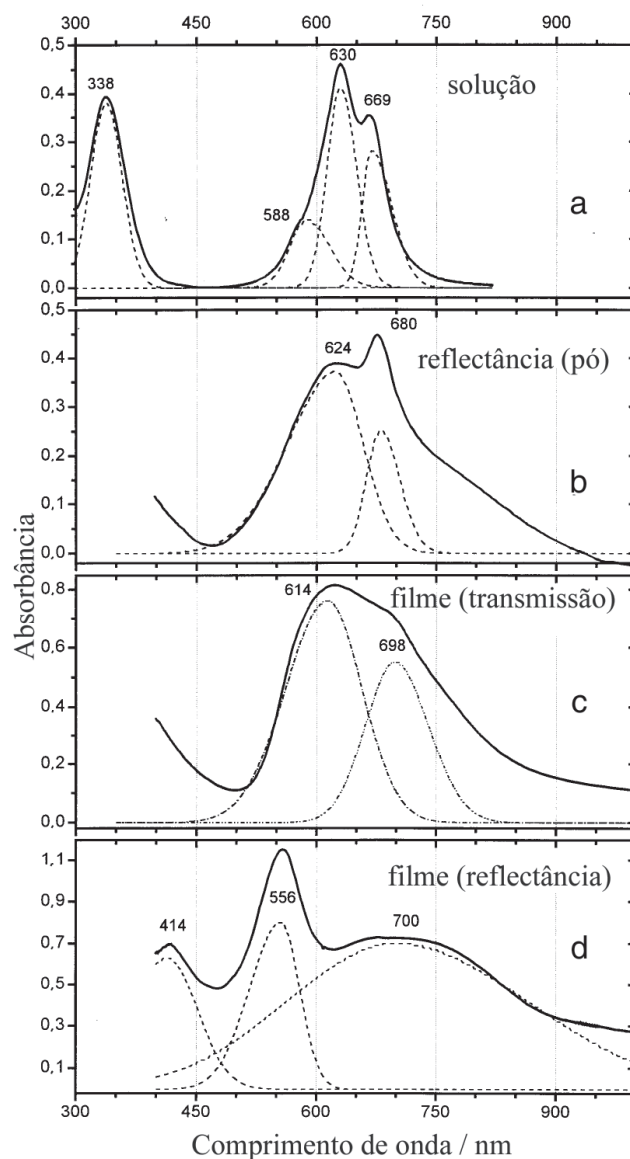 300 450 600 750 900
0.5
0.4
0.3
0.2
0.1
0,0
338
588
630
669
solução
a
0.5
0.4
0.3
0.2
0.1
0.0
624
680
reflectância (pó)
b
0.8
0.6
0.4
0.2
0,0
614
698
filme (transmissão)
c
1.1
0.9
0.7
0.5
0.3
0.1
414
556
700
filme (reflectância)
d
300 450 600 750 900
Absorbância
Comprimento de onda / nm